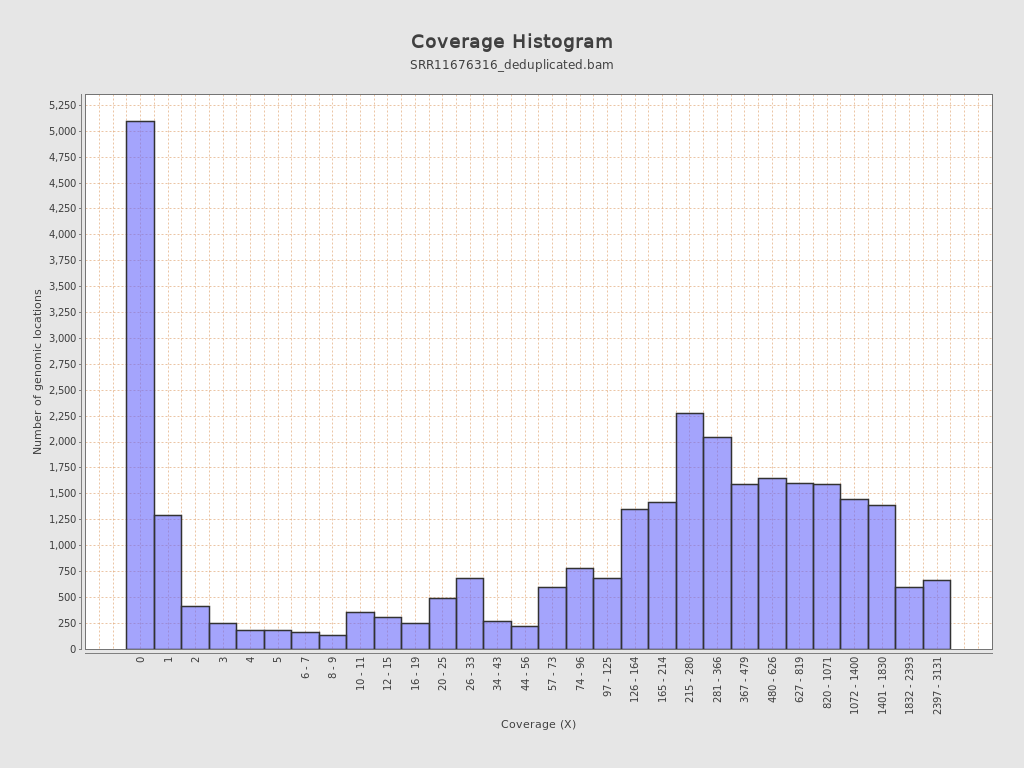 Coverage Histogram
SRR11676316_deduplicated.bam
Number of genomic locations
5,250
5,000
4,750
4,500
4,250
4,000
3,750
3,500
3,250
3,000
2,750
2,500
2,250
2,000
1,750
1,500
1,250
1,000
750
500
250
0
0
1
2
3
4
5
6 - 7
8 - 9
10 - 11
12 - 15
16 - 19
20 - 25
26 - 33
34 - 43
44 - 56
57 - 73
74 - 96
97 - 125
126 - 164
165 - 214
215 - 280
281 - 366
367 - 479
480 - 626
627 - 819
820 - 1071
1072 - 1400
1401 - 1830
1832 - 2393
2397 - 3131
Coverage (X)